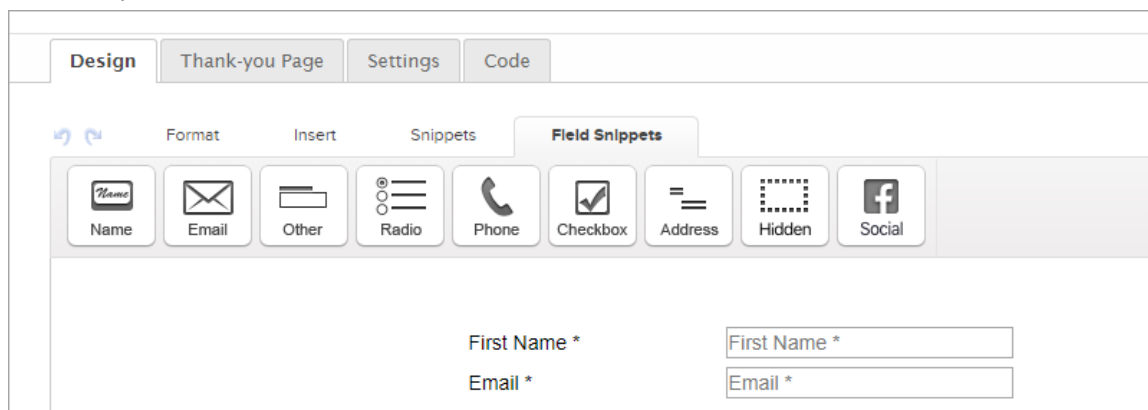 Design Thank-you Page Settings Code
Format Insert Snippets Field Snippets
Name
Name Email Other Radio Phone Checkbox Address Hidden Social
First Name * First Name *
Email * Email *